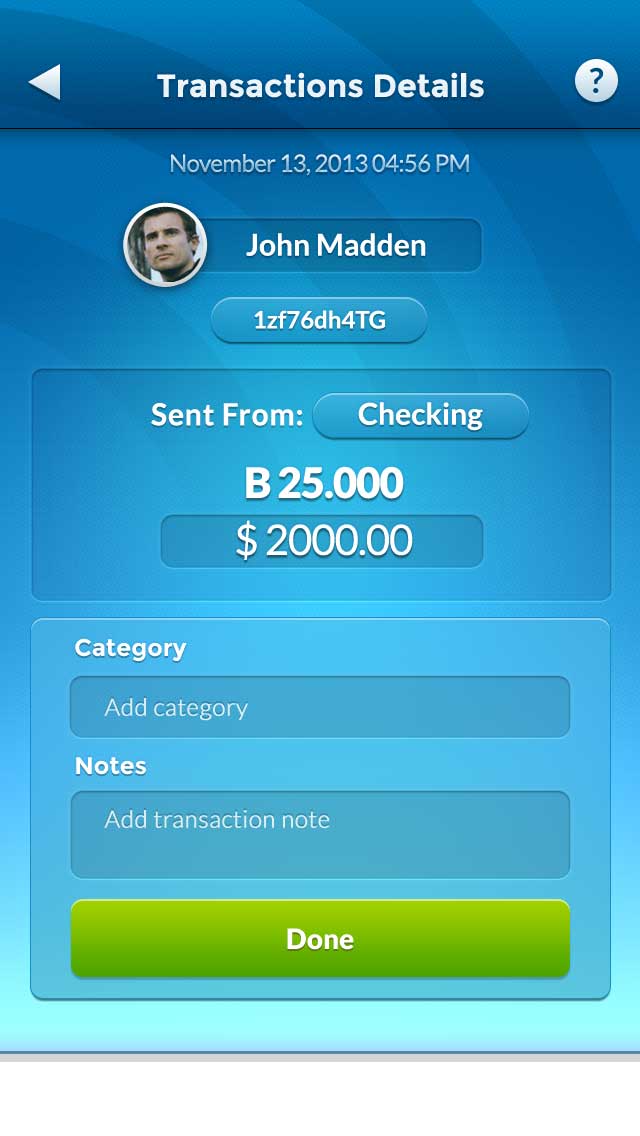 Transactions Details
?
November 13, 2013 04:56 PM
John Madden
1zf76dh4TG
Sent From: Checking
B 25.000
$ 2000.00
Category
Add category
Notes
Add transaction note
Done